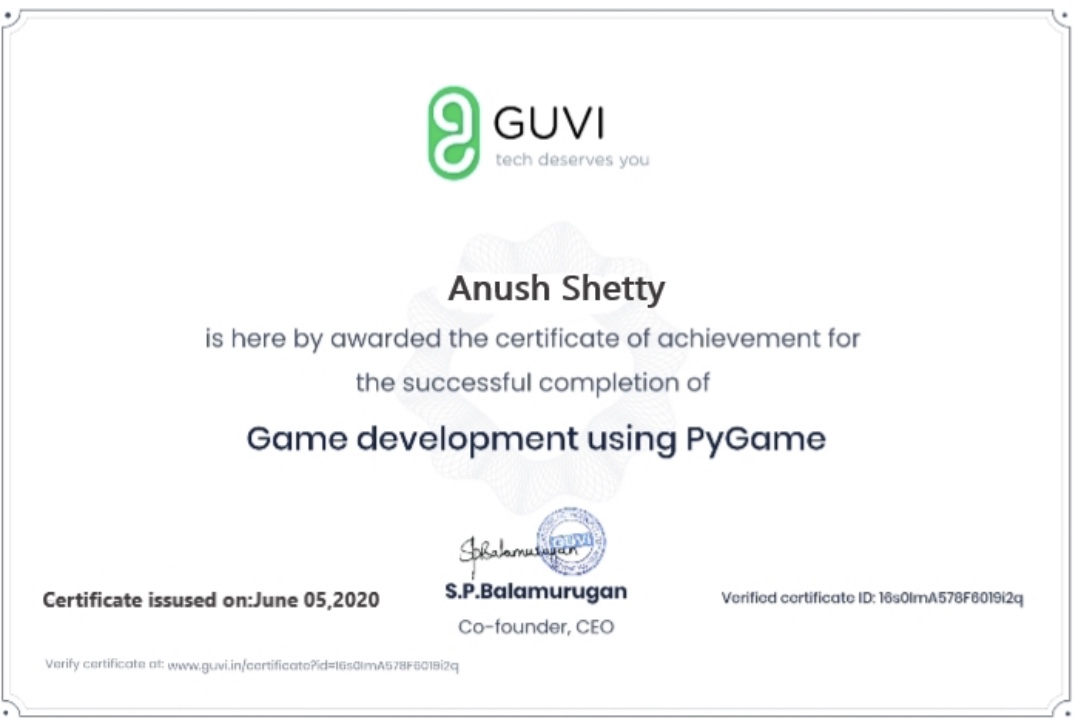 GUVI
tech deserves you
Anush Shetty
is here by awarded the certificate of achievement for
the successful completion of
Game development using PyGame
GUVI
S.P.Balamurugan
Certificate issused on:June 05,2020
S.P.Balamurugan
Verified certificate ID: 16s0ImA578F6019i2q
Co-founder, CEO
Verify certificate at: www.guvi.in/certificate?id=16s0ImA578F6019i2q